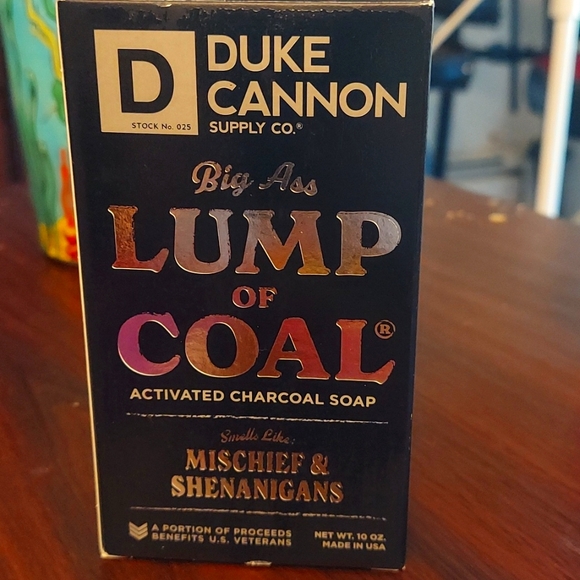 D
STOCK No. 025
DUKE
CANNON
SUPPLY CO.®
Big Ass
LUMP
OF
COAL®
ACTIVATED CHARCOAL SOAP
Smells Like:
MISCHIEF &
SHENANIGANS
A PORTION OF PROCEEDS
BENEFITS U.S. VETERANS
NET WT. 10 OZ.
MADE IN USA